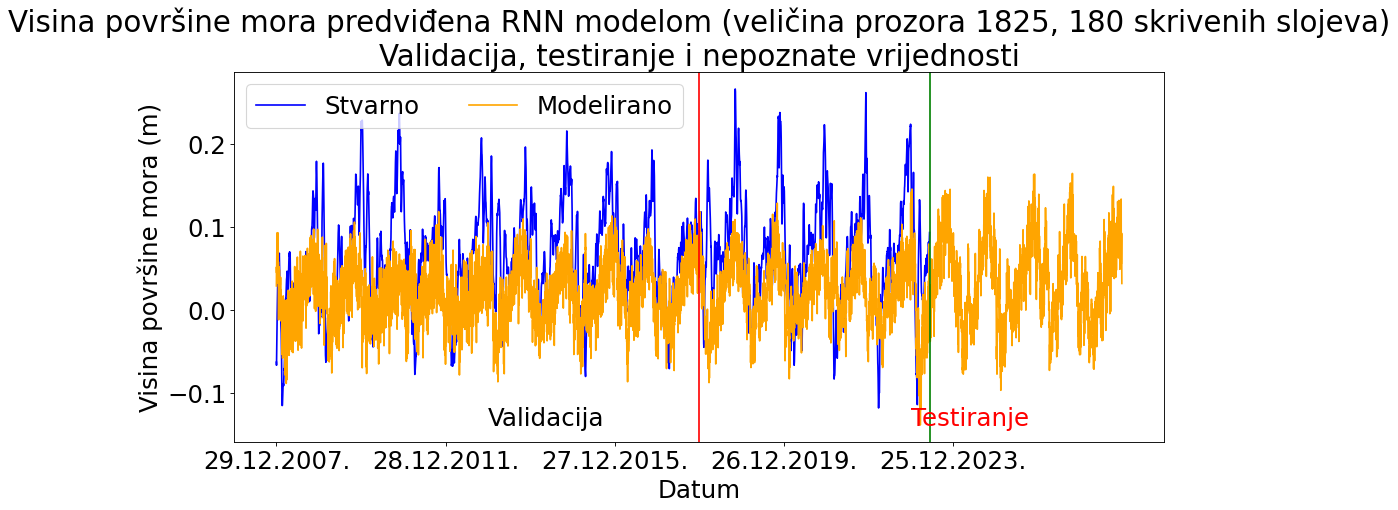 Visina površine mora predviđena RNN modelom (veličina prozora 1825, 180 skrivenih slojeva)
Validacija, testiranje i nepoznate vrijednosti
Stvarno Modelirano
Visina površine mora (m)
0.2
0.1
0.0
−0.1
Validacija Testiranje
29.12.2007. 28.12.2011. 27.12.2015. 26.12.2019. 25.12.2023.
Datum